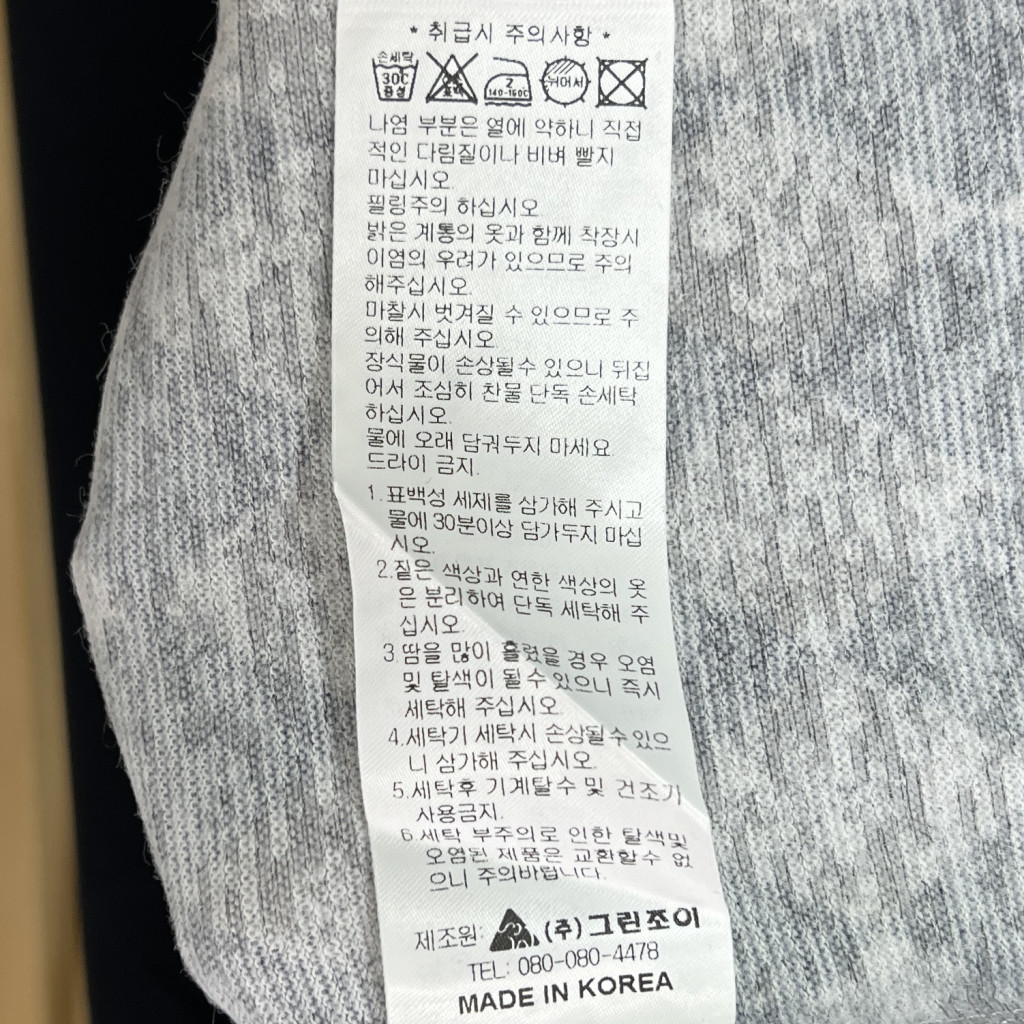 * 취급시 주의사항 *
손세탁
30C
중성
염소
표백
2
140-160C
뉘어서
나염 부분은 열에 약하니 직접
적인 다림질이나 비벼 빨지
마십시오.
필링주의 하십시오
밝은 계통의 옷과 함께 착장시
이염의 우려가 있으므로 주의
해주십시오.
마찰시 벗겨질 수 있으므로 주
의해 주십시오.
장식물이 손상될수 있으니 뒤집
어서 조심히 찬물 단독 손세탁
하십시오.
물에 오래 담궈두지 마세요.
드라이 금지.
1.표백성 세제를 삼가해 주시고
물에 30분이상 담가두지 마십
시오.
2.짙은 색상과 연한 색상의 옷
은 분리하여 단독 세탁해 주
십시오.
3.땀을 많이 흘렸을 경우 오염
및 탈색이 될수 있으니 즉시
세탁해 주십시오.
4.세탁기 세탁시 손상될수 있으
니 삼가해 주십시오.
5.세탁후 기계탈수 및 건조기
사용금지.
6.세탁 부주의로 인한 탈색및
오염된 제품은 교환할수 없
으니 주의바랍니다.
제조원: (주)그린조이
TEL: 080-080-4478
MADE IN KOREA